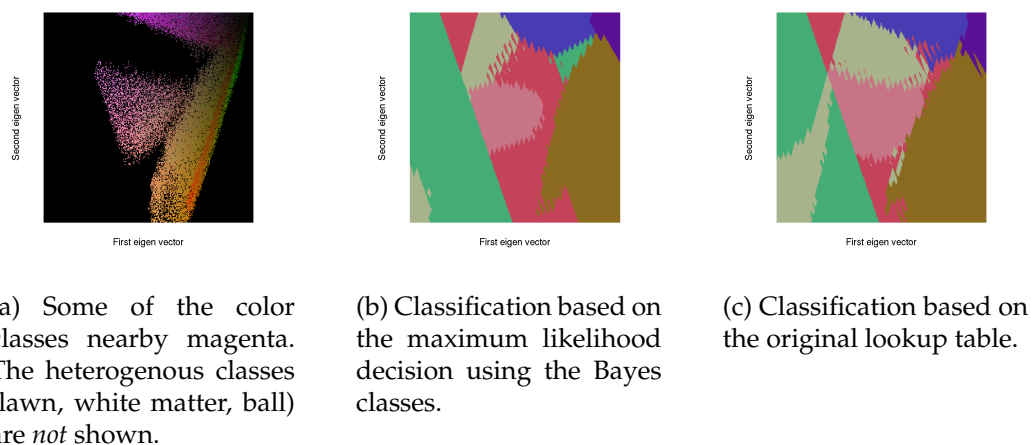 Second eigen vector
First eigen vector
Second eigen vector
First eigen vector
Second eigen vector
First eigen vector
a) Some of the color
lasses nearby magenta.
The heterogenous classes
lawn, white matter, ball)
re not shown.
(b) Classification based on
the maximum likelihood
decision using the Bayes
classes.
(c) Classification based on
the original lookup table.